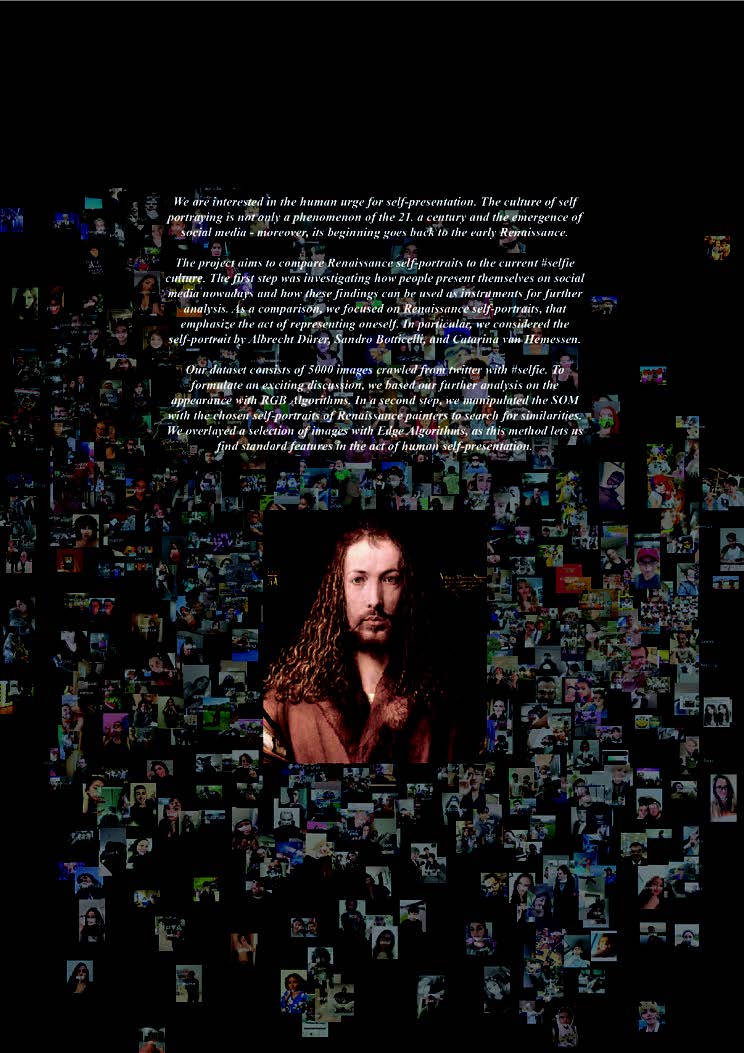 We are interested in the human urge for self-presentation. The culture of self
portraying is not only a phenomenon of the 21. a century and the emergence of
social media - moreover, its beginning goes back to the early Renaissance.
The project aims to compare Renaissance self-portraits to the current #selfie
culture. The first step was investigating how people present themselves on social
media nowadays and how these findings can be used as instruments for further
analysis. As a comparison, we focused on Renaissance self-portraits, that
emphasize the act of representing oneself. In particular, we considered the
self-portrait by Albrecht Dürer, Sandro Botticelli, and Catarina van Hemessen.
Our dataset consists of 5000 images crawled from twitter with #selfie. To
formulate an exciting discussion, we based our further analysis on the
appearance with RGB Algorithms. In a second step, we manipulated the SOM
with the chosen self-portraits of Renaissance painters to search for similarities.
We overlayed a selection of images with Edge Algorithms, as this method lets us
find standard features in the act of human self-presentation.